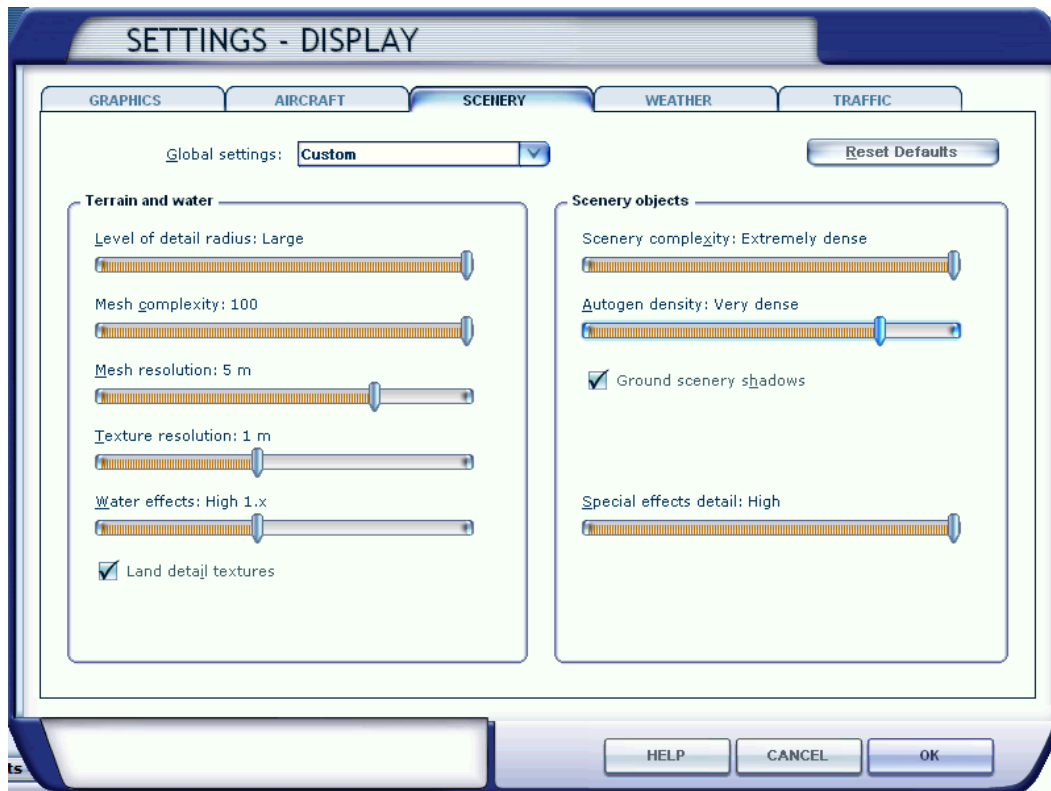 SETTINGS - DISPLAY
GRAPHICS
AIRCRAFT
SCENERY
WEATHER
TRAFFIC
Global settings: Custom
Reset Defaults
Terrain and water
Level of detail radius: Large
Mesh complexity: 100
Mesh resolution: 5 m
Texture resolution: 1 m
Water effects: High 1.x
Land detail textures
Scenery objects
Scenery complexity: Extremely dense
Autogen density: Very dense
Ground scenery shadows
Special effects detail: High
ts
HELP
CANCEL
OK